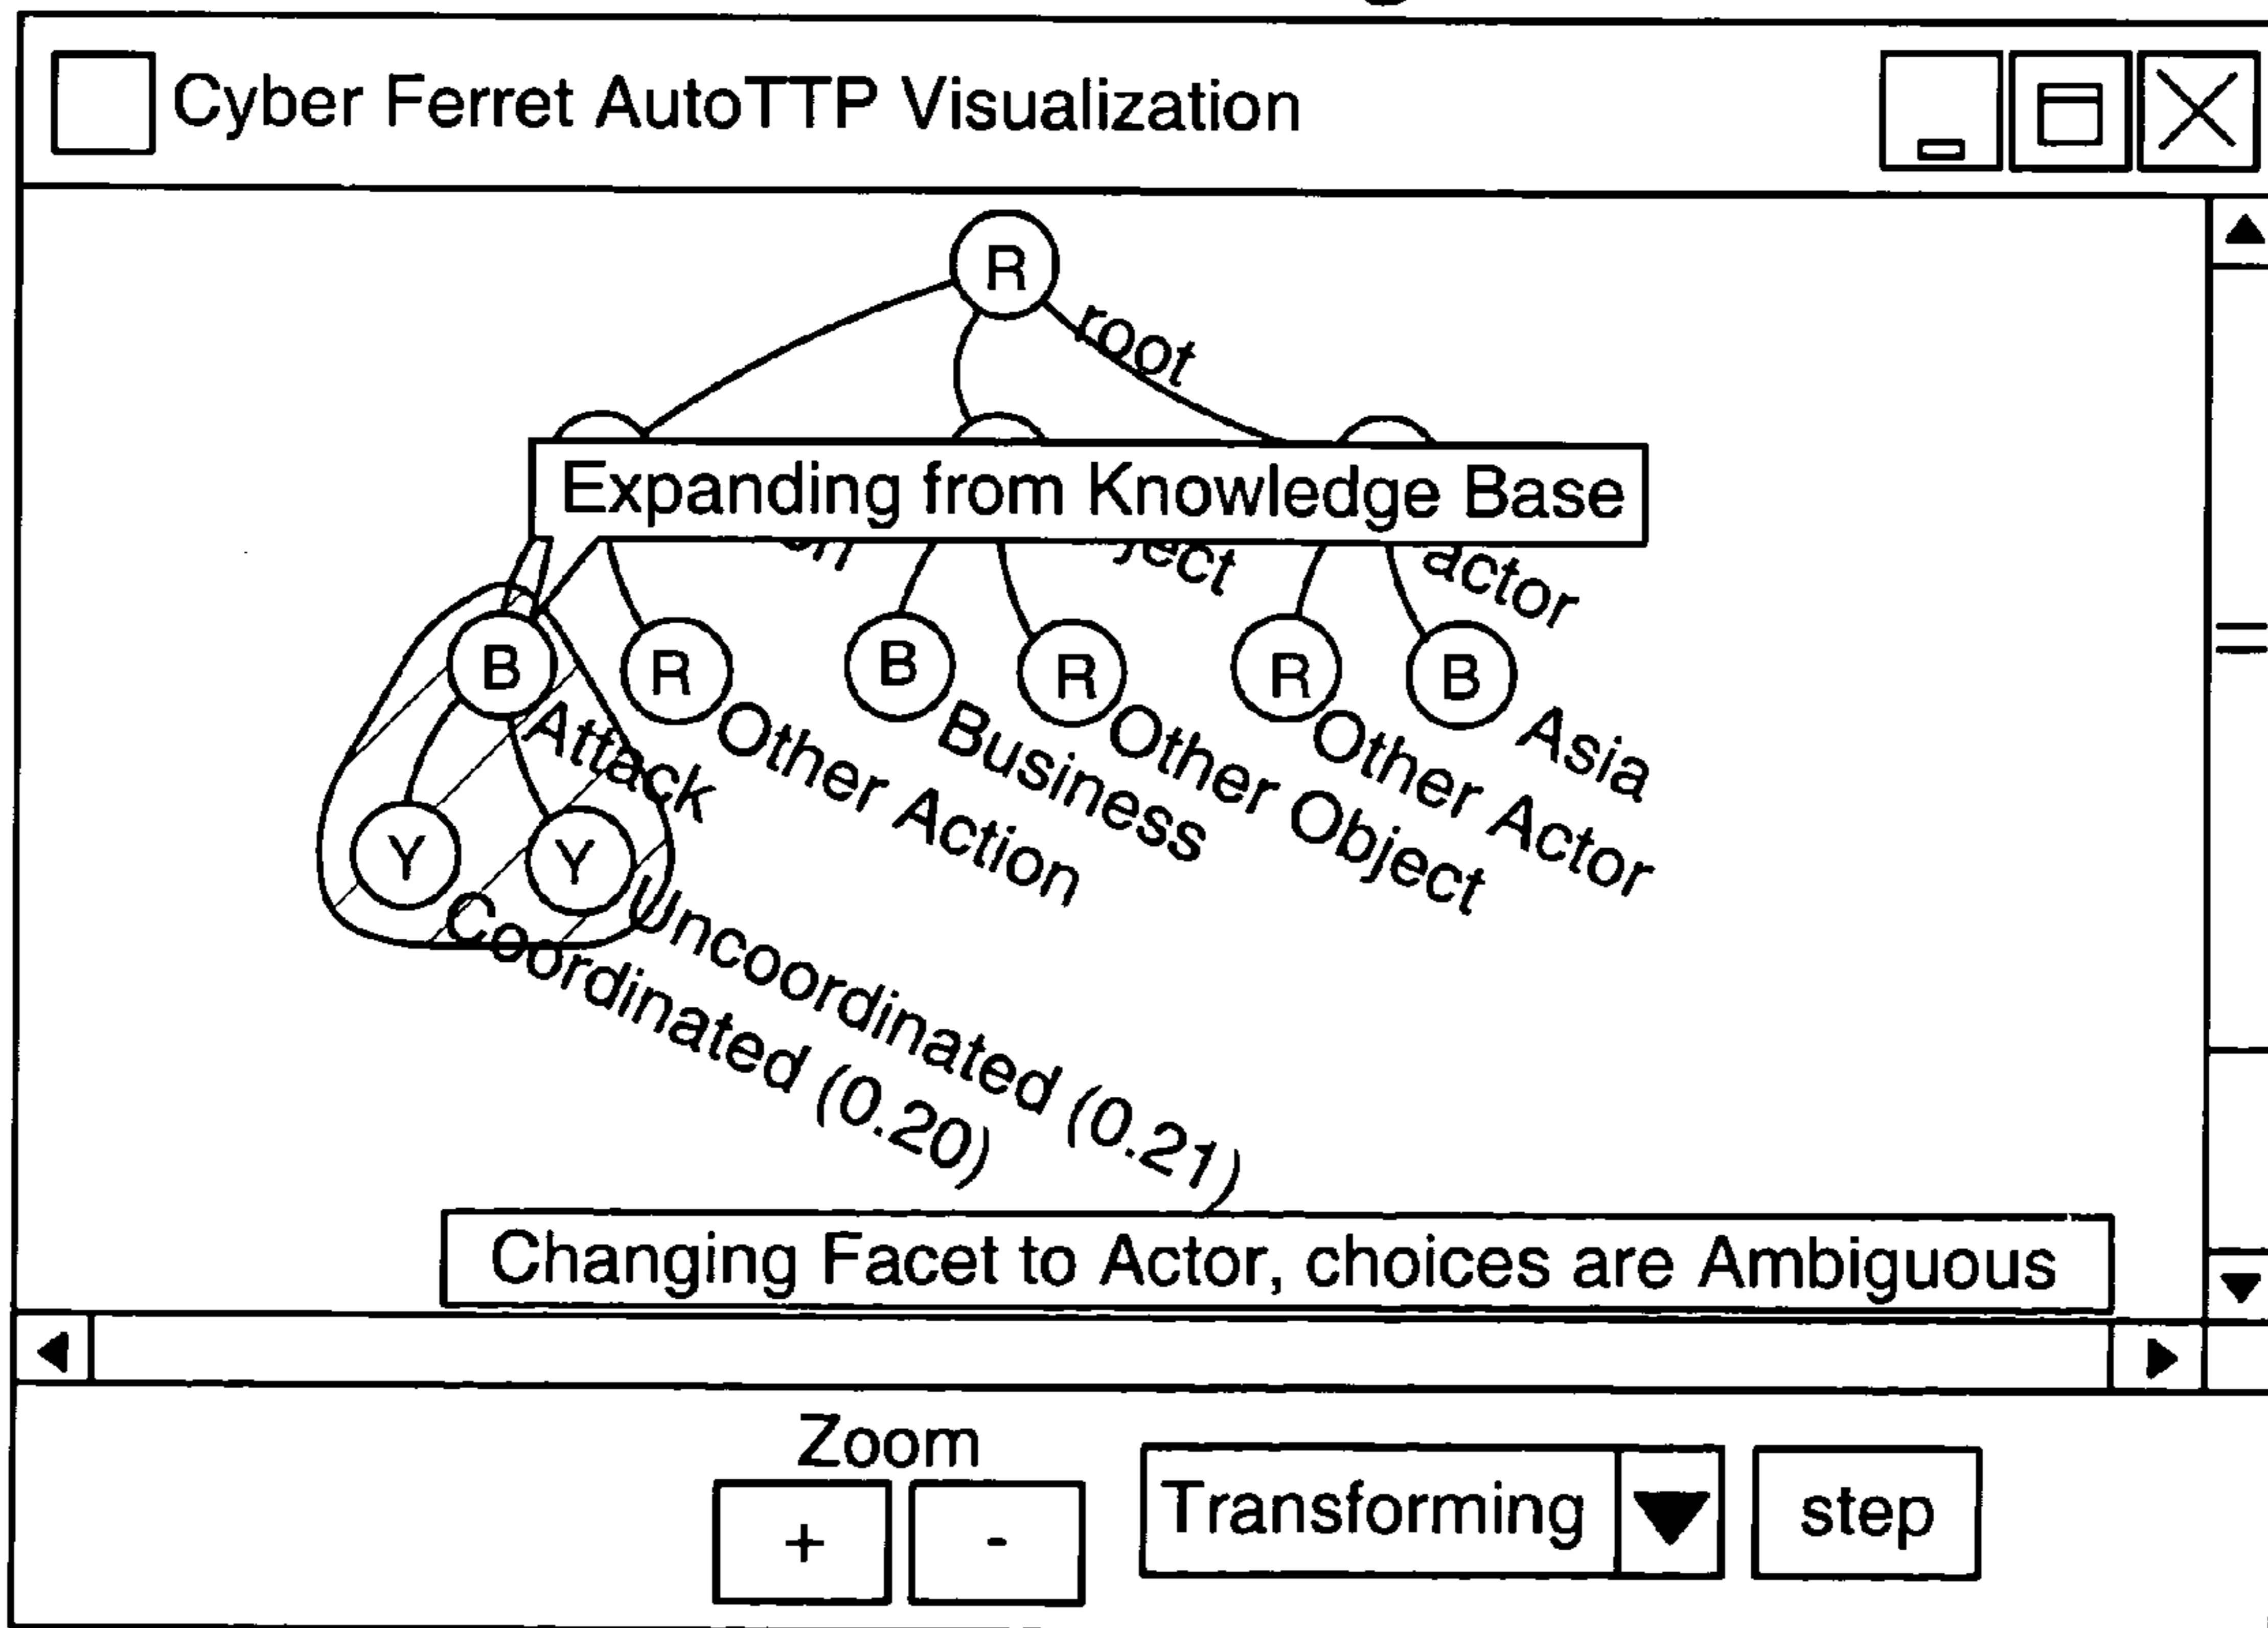 Cyber Ferret AutoTTP Visualization
R
root
Expanding from Knowledge Base
actor
B
R
B
R
R
B
Attack
Other Action
Business
Other Object
Other Actor
Asia
Y
Y
Coordinated (0.20)
Uncoordinated (0.21)
Changing Facet to Actor, choices are Ambiguous
Zoom
+
-
Transforming
step